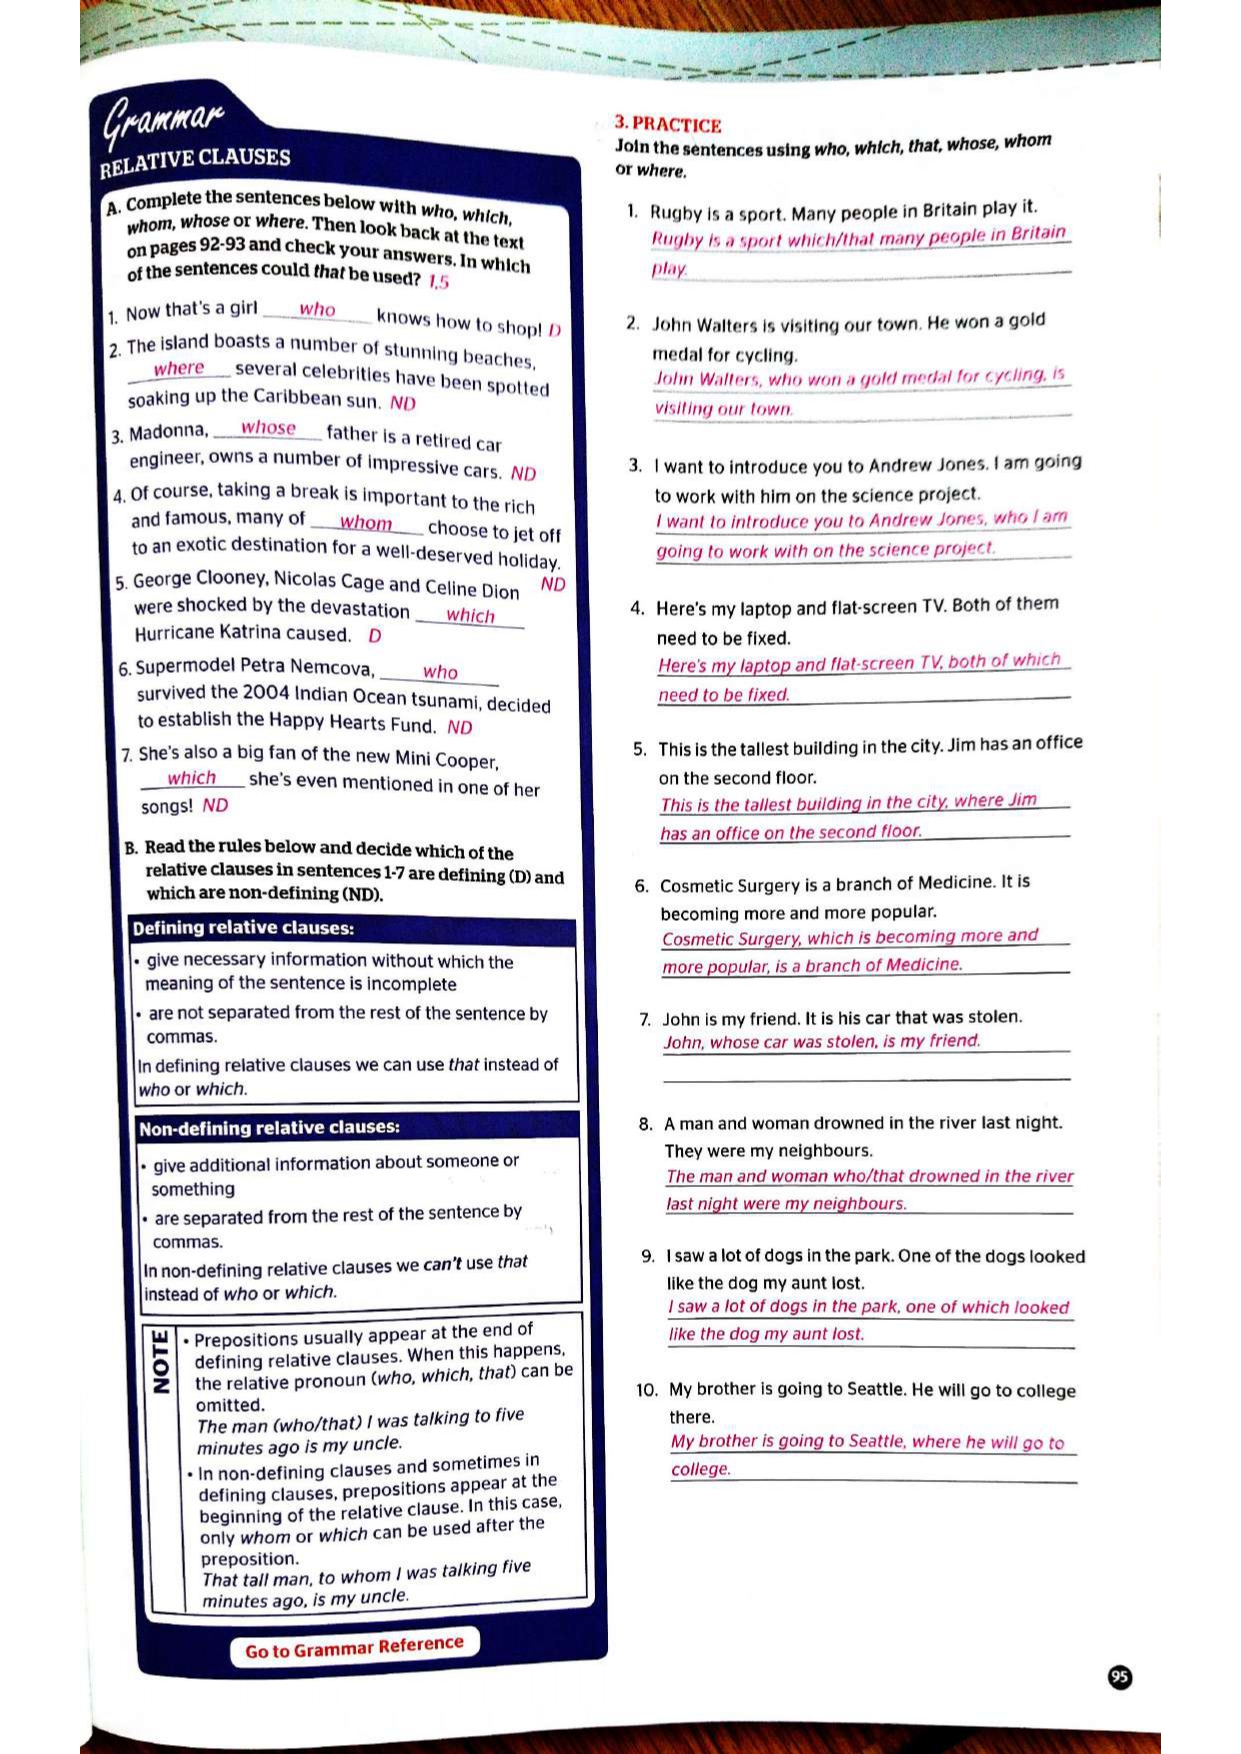 Grammar
RELATIVE CLAUSES
A. Complete the sentences below with who, which,
whom, whose or where. Then look back at the text
on pages 92-93 and check your answers. In which
of the sentences could that be used? 1,5
1. Now that's a girl who knows how to shop! D
2. The island boasts a number of stunning beaches,
where several celebrities have been spotted
soaking up the Caribbean sun. ND
3. Madonna, whose father is a retired car
engineer, owns a number of impressive cars. ND
4. Of course, taking a break is important to the rich
and famous, many of whom choose to jet off
to an exotic destination for a well-deserved holiday.
ND
5. George Clooney, Nicolas Cage and Celine Dion
were shocked by the devastation which
Hurricane Katrina caused. D
6. Supermodel Petra Nemcova, who
survived the 2004 Indian Ocean tsunami, decided
to establish the Happy Hearts Fund. ND
7. She's also a big fan of the new Mini Cooper,
which she's even mentioned in one of her
songs! ND
B. Read the rules below and decide which of the
relative clauses in sentences 1-7 are defining (D) and
which are non-defining (ND).
Defining relative clauses:
• give necessary information without which the
meaning of the sentence is incomplete
• are not separated from the rest of the sentence by
commas.
In defining relative clauses we can use that instead of
who or which.
Non-defining relative clauses:
• give additional information about someone or
something
• are separated from the rest of the sentence by
commas.
In non-defining relative clauses we can't use that
instead of who or which.
NOTE
• Prepositions usually appear at the end of
defining relative clauses. When this happens,
the relative pronoun (who, which, that) can be
omitted.
The man (who/that) I was talking to five
minutes ago is my uncle.
• In non-defining clauses and sometimes in
defining clauses, prepositions appear at the
beginning of the relative clause. In this case,
only whom or which can be used after the
preposition.
That tall man, to whom I was talking five
minutes ago, is my uncle.
Go to Grammar Reference
3. PRACTICE
Join the sentences using who, which, that, whose, whom
or where.
1. Rugby is a sport. Many people in Britain play it.
Rugby is a sport which/that many people in Britain
play.
2. John Walters is visiting our town. He won a gold
medal for cycling.
John Walters, who won a gold medal for cycling, is
visiting our town.
3. I want to introduce you to Andrew Jones. I am going
to work with him on the science project.
I want to introduce you to Andrew Jones, who I am
going to work with on the science project.
4. Here's my laptop and flat-screen TV. Both of them
need to be fixed.
Here's my laptop and flat-screen TV, both of which
need to be fixed.
5. This is the tallest building in the city. Jim has an office
on the second floor.
This is the tallest building in the city, where Jim
has an office on the second floor.
6. Cosmetic Surgery is a branch of Medicine. It is
becoming more and more popular.
Cosmetic Surgery, which is becoming more and
more popular, is a branch of Medicine.
7. John is my friend. It is his car that was stolen.
John, whose car was stolen, is my friend.
8. A man and woman drowned in the river last night.
They were my neighbours.
The man and woman who/that drowned in the river
last night were my neighbours.
9. I saw a lot of dogs in the park. One of the dogs looked
like the dog my aunt lost.
I saw a lot of dogs in the park, one of which looked
like the dog my aunt lost.
10. My brother is going to Seattle. He will go to college
there.
My brother is going to Seattle, where he will go to
college.
95